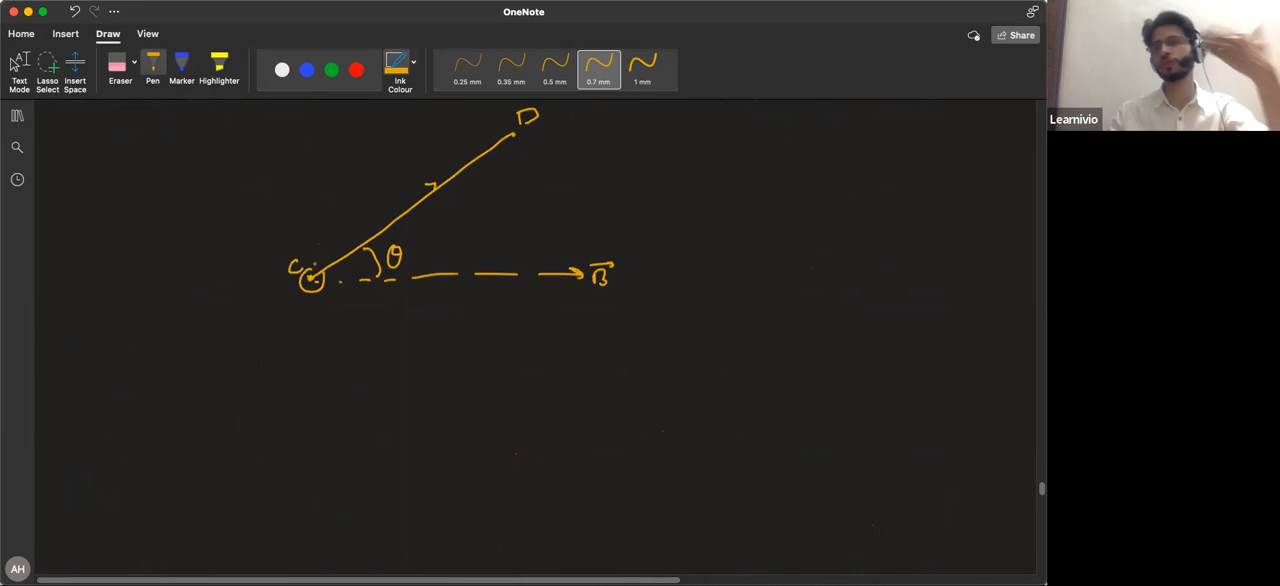 OneNote
Home Insert Draw View
Share
Text Mode
Lasso Select
Insert Space
Eraser
Pen
Marker
Highlighter
Ink Colour
0.25 mm
0.35 mm
0.5 mm
0.7 mm
1 mm
Learnivio
D
C
θ
B⃗
AH